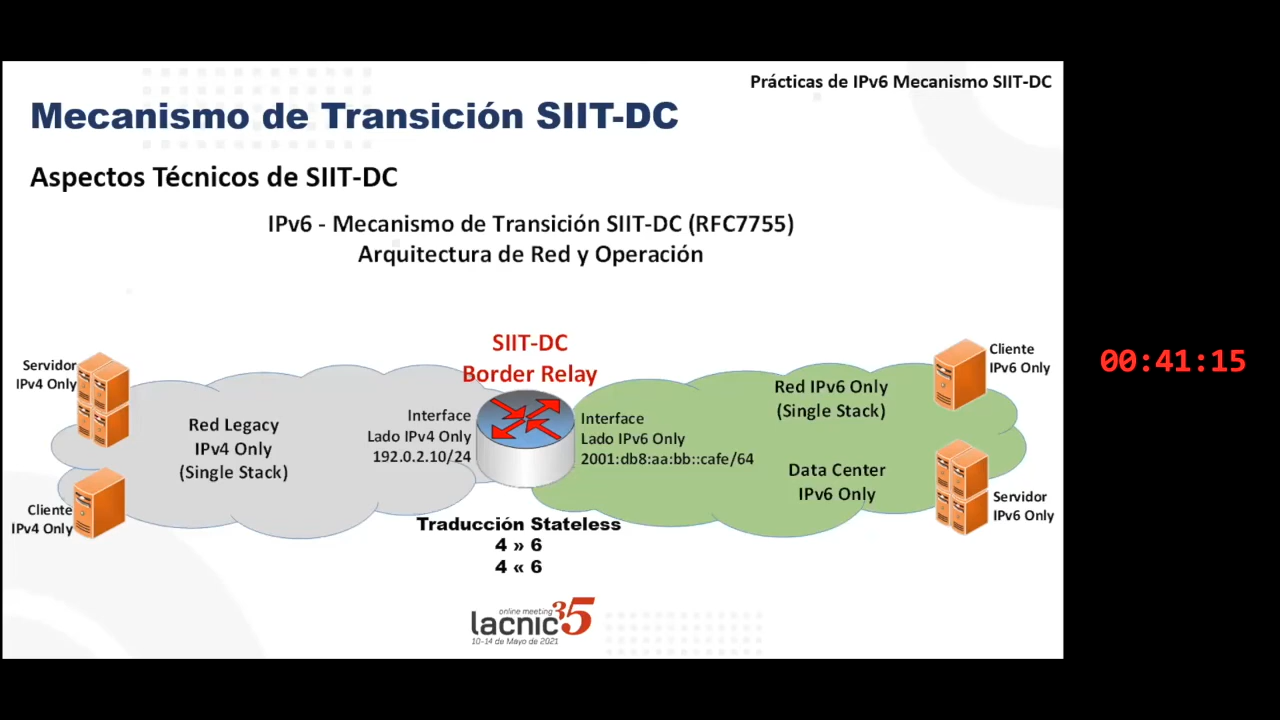 Prácticas de IPv6 Mecanismo SIIT-DC
Mecanismo de Transición SIIT-DC
Aspectos Técnicos de SIIT-DC
IPv6 - Mecanismo de Transición SIIT-DC (RFC7755)
Arquitectura de Red y Operación
SIIT-DC
Border Relay
Servidor
IPv4 Only
Red Legacy
IPv4 Only
(Single Stack)
Cliente
IPv4 Only
Interface
Lado IPv4 Only
192.0.2.10/24
Interface
Lado IPv6 Only
2001:db8:aa:bb::cafe/64
Red IPv6 Only
(Single Stack)
Data Center
IPv6 Only
Cliente
IPv6 Only
Servidor
IPv6 Only
Traducción Stateless
4 » 6
4 « 6
online meeting
lacnic35
10-14 de Mayo de 2021
00:41:15